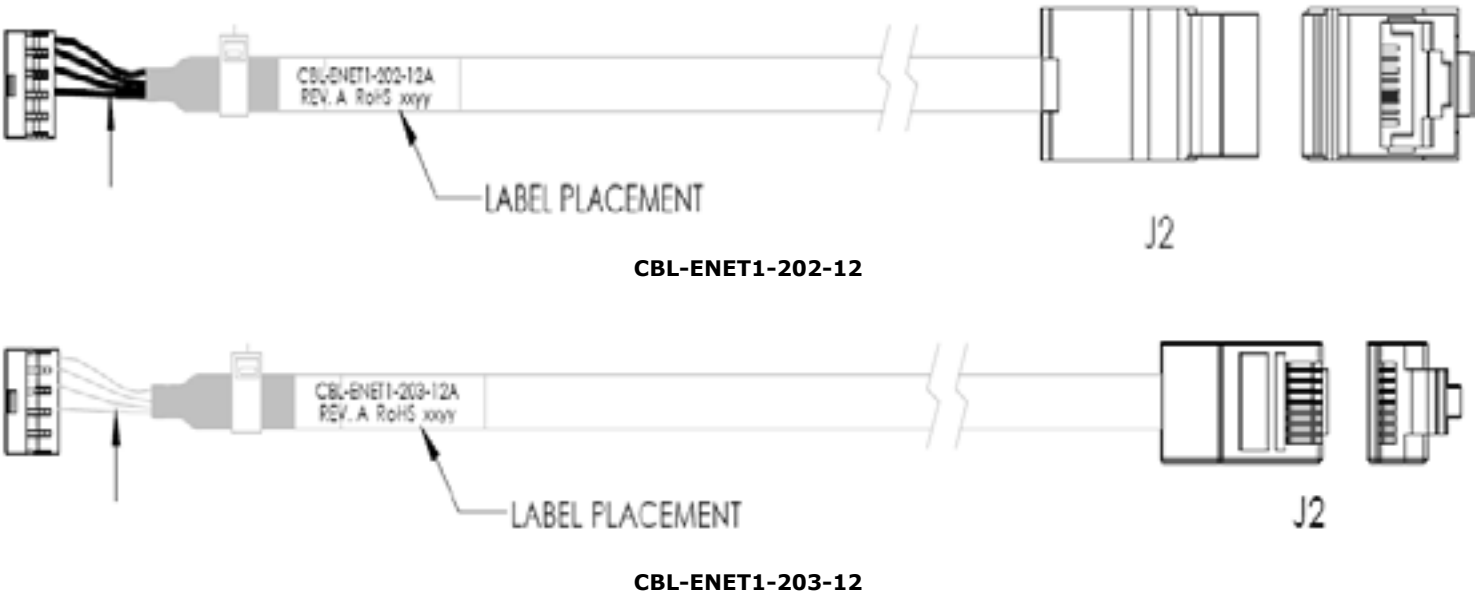 CBL-ENET1-202-12A
REV. A RoHS xxyy
LABEL PLACEMENT
J2
CBL-ENET1-202-12
CBL-ENET1-203-12A
REV. A RoHS xxyy
LABEL PLACEMENT
J2
CBL-ENET1-203-12